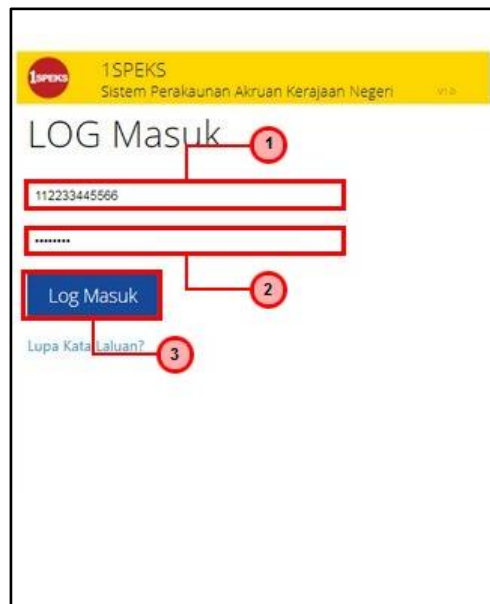 1SPEKS
1SPEKS
Sistem Perakaunan Akruan Kerajaan Negeri
LOG Masuk
1
112233445566
••••••••
2
Log Masuk
Lupa Kata Laluan?
3